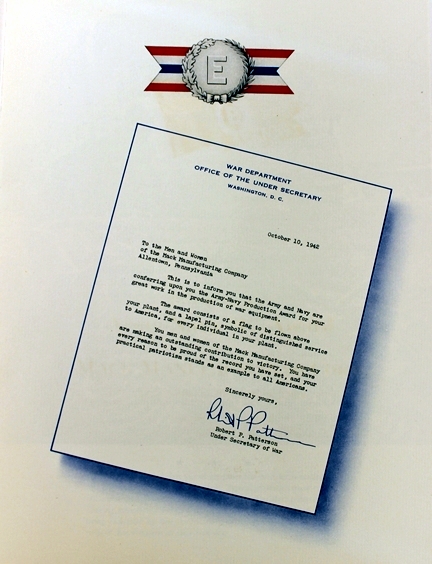 E
WAR DEPARTMENT
OFFICE OF THE UNDER SECRETARY
WASHINGTON, D. C.
October 10, 1942
To the Men and Women
of the Mack Manufacturing Company
Allentown, Pennsylvania
This is to inform you that the Army and Navy are
conferring upon you the Army-Navy Production Award for your
great work in the production of war equipment.
The award consists of a flag to be flown above
your plant, and a lapel pin, symbolic of distinguished service
to America, for every individual in your plant.
You men and women of the Mack Manufacturing Company
are making an outstanding contribution to victory. You have
every reason to be proud of the record you have set, and your
practical patriotism stands as an example to all Americans.
Sincerely yours,
Robert P. Patterson
Robert P. Patterson
Under Secretary of War